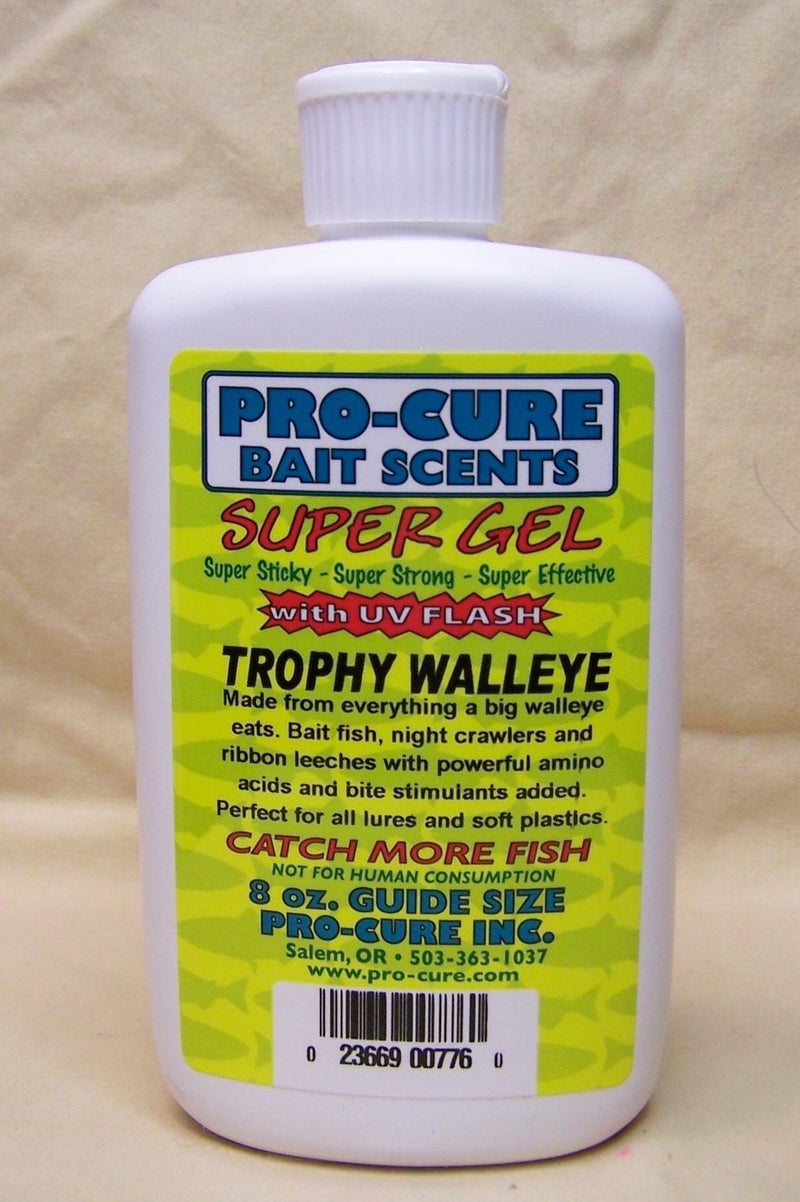 PRO-CURE
BAIT SCENTS
SUPER GEL
Super Sticky - Super Strong - Super Effective
with UV FLASH
TROPHY WALLEYE
Made from everything a big walleye
eats. Bait fish, night crawlers and
ribbon leeches with powerful amino
acids and bite stimulants added.
Perfect for all lures and soft plastics.
CATCH MORE FISH
NOT FOR HUMAN CONSUMPTION
8 oz. GUIDE SIZE
PRO-CURE INC.
Salem, OR • 503-363-1037
www.pro-cure.com
0 23669 00776 0